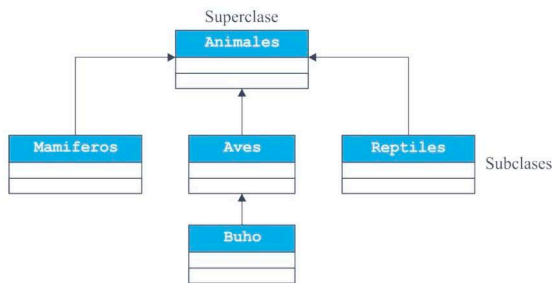 Superclase
Animales
Mamiferos
Aves
Reptiles
Subclases
Buho